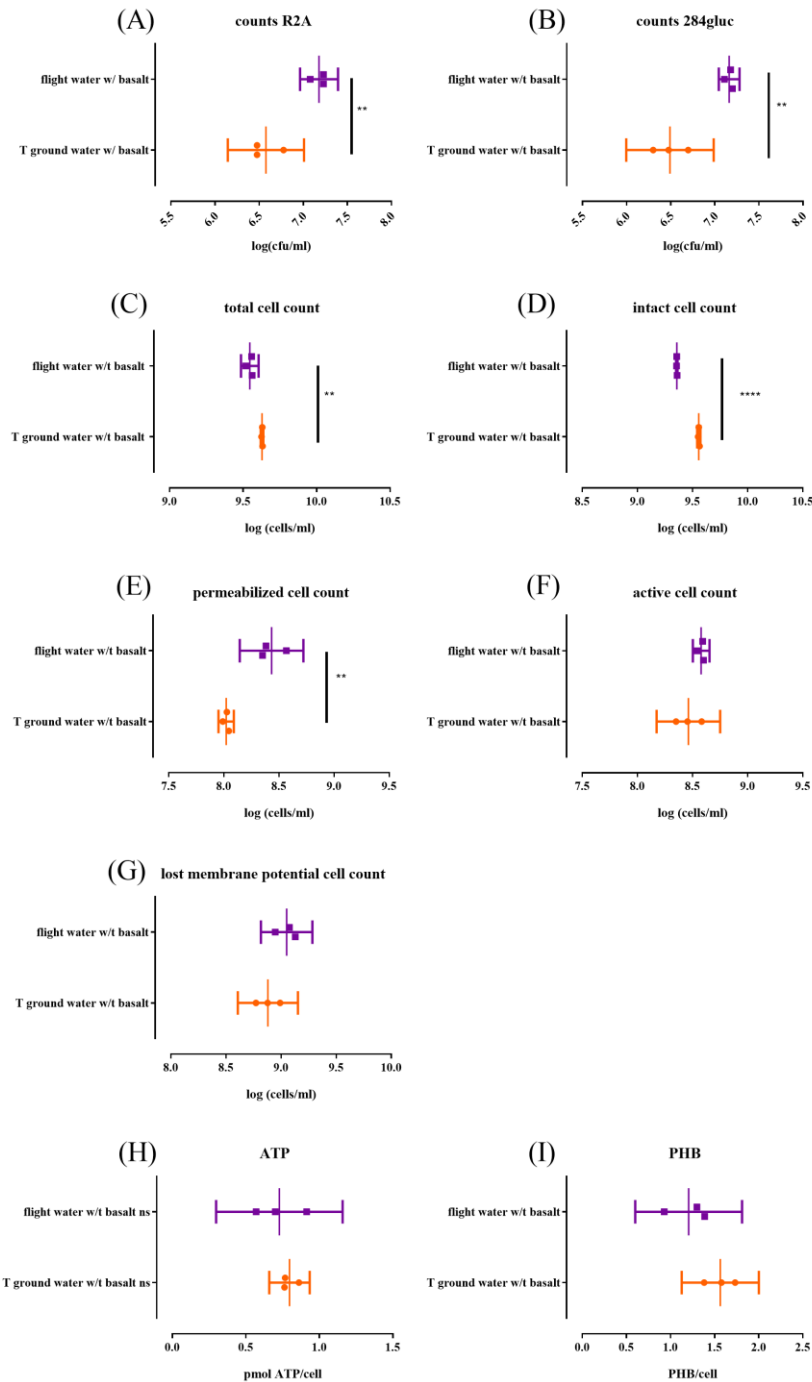 (A) counts R2A
flight water w/ basalt
**
T ground water w/ basalt
5.5 6.0 6.5 7.0 7.5 8.0
log(cfu/ml)
(B) counts 284gluc
flight water w/t basalt
**
T ground water w/t basalt
5.5 6.0 6.5 7.0 7.5 8.0
log(cfu/ml)
(C) total cell count
flight water w/t basalt
**
T ground water w/t basalt
9.0 9.5 10.0 10.5
log (cells/ml)
(D) intact cell count
flight water w/t basalt
****
T ground water w/t basalt
8.5 9.0 9.5 10.0 10.5
log (cells/ml)
(E) permeabilized cell count
flight water w/t basalt
**
T ground water w/t basalt
7.5 8.0 8.5 9.0 9.5
log (cells/ml)
(F) active cell count
flight water w/t basalt
T ground water w/t basalt
7.5 8.0 8.5 9.0 9.5
log (cells/ml)
(G) lost membrane potential cell count
flight water w/t basalt
T ground water w/t basalt
8.0 8.5 9.0 9.5 10.0
log (cells/ml)
(H) ATP
flight water w/t basalt ns
T ground water w/t basalt ns
0.0 0.5 1.0 1.5
pmol ATP/cell
(I) PHB
flight water w/t basalt
T ground water w/t basalt
0.0 0.5 1.0 1.5 2.0 2.5
PHB/cell